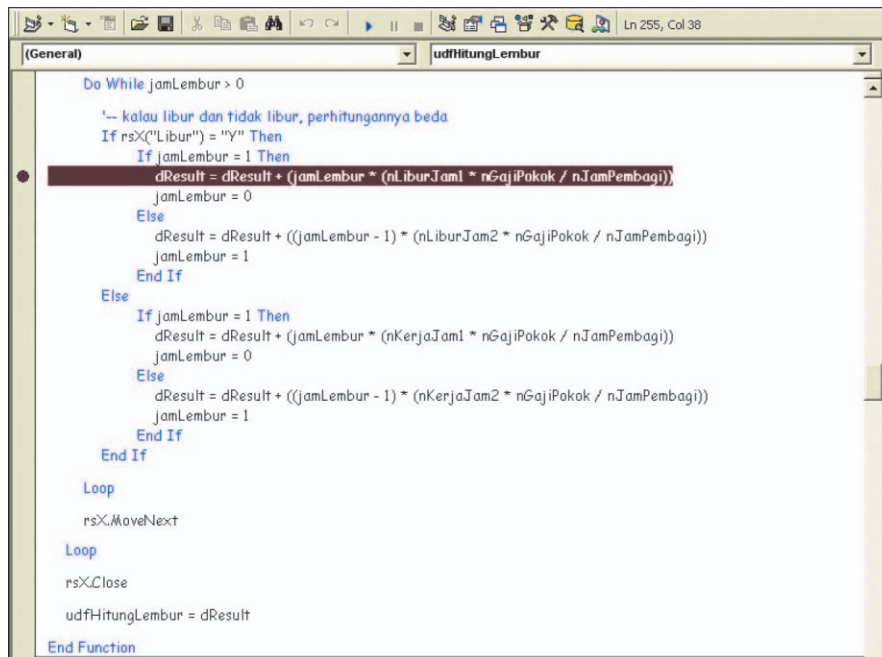 Ln 255, Col 38
(General) udfHitungLembur
Do While jamLembur > 0
'-- kalau libur dan tidak libur, perhitungannya beda
If rsX("Libur") = "Y" Then
If jamLembur = 1 Then
dResult = dResult + (jamLembur * (nLiburJam1 * nGajiPokok / nJamPembagi))
jamLembur = 0
Else
dResult = dResult + ((jamLembur - 1) * (nLiburJam2 * nGajiPokok / nJamPembagi))
jamLembur = 1
End If
Else
If jamLembur = 1 Then
dResult = dResult + (jamLembur * (nKerjaJam1 * nGajiPokok / nJamPembagi))
jamLembur = 0
Else
dResult = dResult + ((jamLembur - 1) * (nKerjaJam2 * nGajiPokok / nJamPembagi))
jamLembur = 1
End If
End If
Loop
rsX.MoveNext
Loop
rsX.Close
udfHitungLembur = dResult
End Function